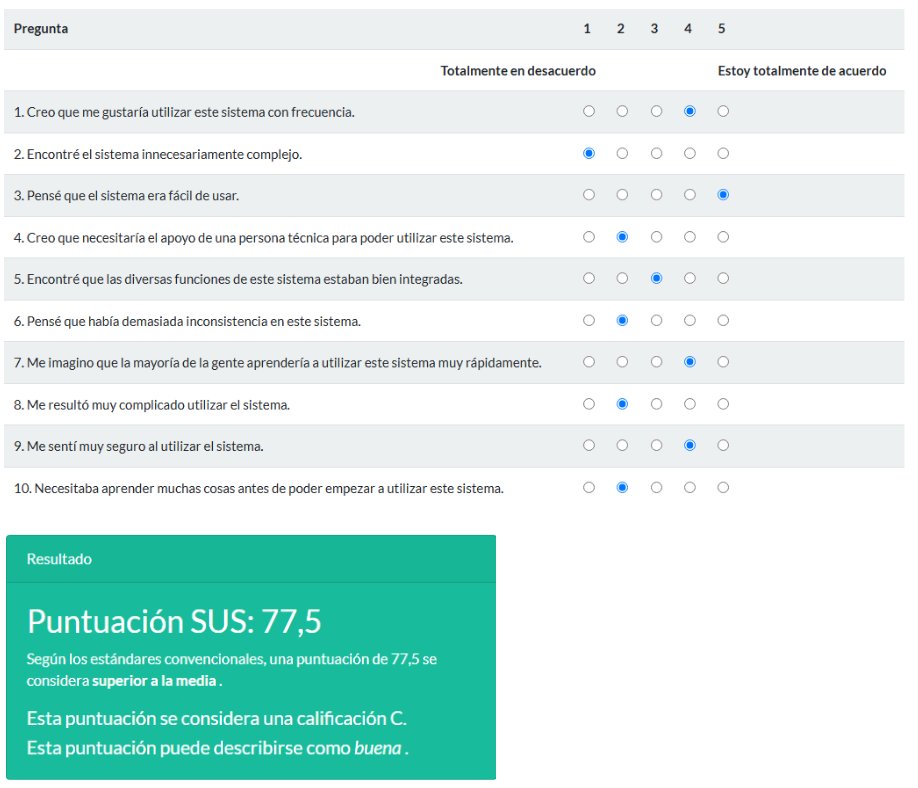 Pregunta 1 2 3 4 5
Totalmente en desacuerdo Estoy totalmente de acuerdo
1. Creo que me gustaría utilizar este sistema con frecuencia.
2. Encontré el sistema innecesariamente complejo.
3. Pensé que el sistema era fácil de usar.
4. Creo que necesitaría el apoyo de una persona técnica para poder utilizar este sistema.
5. Encontré que las diversas funciones de este sistema estaban bien integradas.
6. Pensé que había demasiada inconsistencia en este sistema.
7. Me imagino que la mayoría de la gente aprendería a utilizar este sistema muy rápidamente.
8. Me resultó muy complicado utilizar el sistema.
9. Me sentí muy seguro al utilizar el sistema.
10. Necesitaba aprender muchas cosas antes de poder empezar a utilizar este sistema.
Resultado
Puntuación SUS: 77,5
Según los estándares convencionales, una puntuación de 77,5 se
considera superior a la media .
Esta puntuación se considera una calificación C.
Esta puntuación puede describirse como buena .